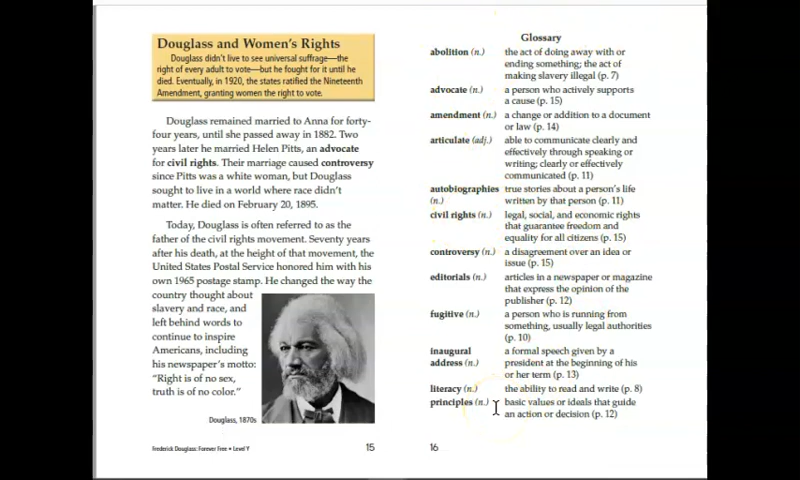 Douglass and Women's Rights
Douglass didn't live to see universal suffrage—the
right of every adult to vote—but he fought for it until he
died. Eventually, in 1920, the states ratified the Nineteenth
Amendment, granting women the right to vote.
Douglass remained married to Anna for forty-
four years, until she passed away in 1882. Two
years later he married Helen Pitts, an advocate
for civil rights. Their marriage caused controversy
since Pitts was a white woman, but Douglass
sought to live in a world where race didn't
matter. He died on February 20, 1895.
Today, Douglass is often referred to as the
father of the civil rights movement. Seventy years
after his death, at the height of that movement, the
United States Postal Service honored him with his
own 1965 postage stamp. He changed the way the
country thought about
slavery and race, and
left behind words to
continue to inspire
Americans, including
his newspaper's motto:
"Right is of no sex,
truth is of no color."
Douglass, 1870s
Frederick Douglass: Forever Free • Level Y
15
Glossary
abolition (n.) the act of doing away with or
ending something; the act of
making slavery illegal (p. 7)
advocate (n.) a person who actively supports
a cause (p. 15)
amendment (n.) a change or addition to a document
or law (p. 14)
articulate (adj.) able to communicate clearly and
effectively through speaking or
writing; clearly or effectively
communicated (p. 11)
autobiographies true stories about a person's life
(n.) written by that person (p. 11)
civil rights (n.) legal, social, and economic rights
that guarantee freedom and
equality for all citizens (p. 15)
controversy (n.) a disagreement over an idea or
issue (p. 15)
editorials (n.) articles in a newspaper or magazine
that express the opinion of the
publisher (p. 12)
fugitive (n.) a person who is running from
something, usually legal authorities
(p. 10)
inaugural a formal speech given by a
address (n.) president at the beginning of his
or her term (p. 13)
literacy (n.) the ability to read and write (p. 8)
principles (n.) basic values or ideals that guide
an action or decision (p. 12)
16